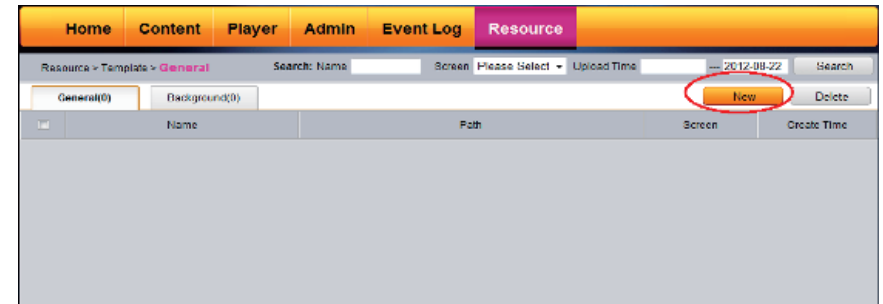 Home Content Player Admin Event Log Resource
Resource > Template > General Search: Name Screen Please Select Upload Time --- 2012-08-22 Search
General(0) Background(0) New Delete
Name Path Screen Create Time